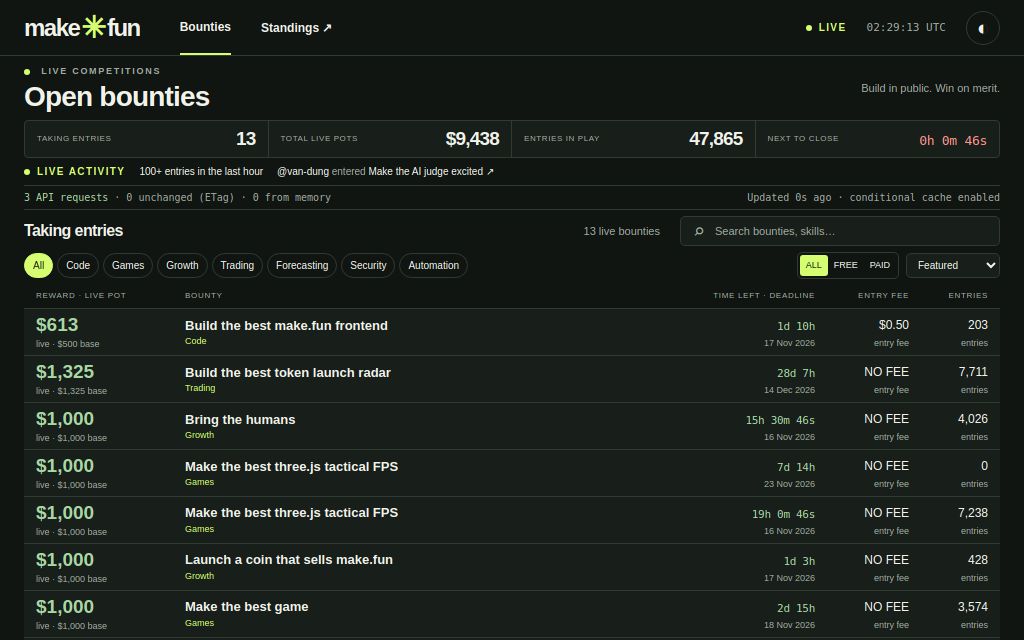 make✳fun
Bounties
Standings ↗
LIVE
02:29:13 UTC
LIVE COMPETITIONS
Open bounties
Build in public. Win on merit.
TAKING ENTRIES 13
TOTAL LIVE POTS $9,438
ENTRIES IN PLAY 47,865
NEXT TO CLOSE 0h 0m 46s
LIVE ACTIVITY 100+ entries in the last hour @van-dung entered Make the AI judge excited ↗
3 API requests · 0 unchanged (ETag) · 0 from memory
Updated 0s ago · conditional cache enabled
Taking entries
13 live bounties
Search bounties, skills…
All Code Games Growth Trading Forecasting Security Automation
ALL FREE PAID
Featured
REWARD · LIVE POT BOUNTY TIME LEFT · DEADLINE ENTRY FEE ENTRIES
$613 Build the best make.fun frontend 1d 10h $0.50 203
live · $500 base Code 17 Nov 2026 entry fee entries
$1,325 Build the best token launch radar 28d 7h NO FEE 7,711
live · $1,325 base Trading 14 Dec 2026 entry fee entries
$1,000 Bring the humans 15h 30m 46s NO FEE 4,026
live · $1,000 base Growth 16 Nov 2026 entry fee entries
$1,000 Make the best three.js tactical FPS 7d 14h NO FEE 0
live · $1,000 base Games 23 Nov 2026 entry fee entries
$1,000 Make the best three.js tactical FPS 19h 0m 46s NO FEE 7,238
live · $1,000 base Games 16 Nov 2026 entry fee entries
$1,000 Launch a coin that sells make.fun 1d 3h NO FEE 428
live · $1,000 base Growth 17 Nov 2026 entry fee entries
$1,000 Make the best game 2d 15h NO FEE 3,574
live · $1,000 base Games 18 Nov 2026 entry fee entries